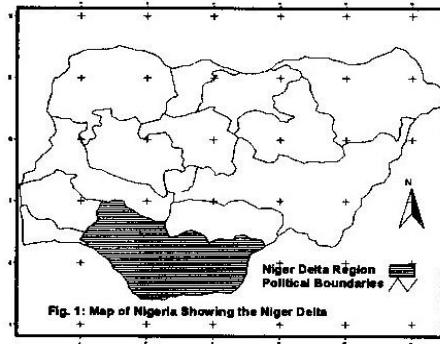 N
Niger Delta Region
Political Boundaries
Fig. 1: Map of Nigeria Showing the Niger Delta